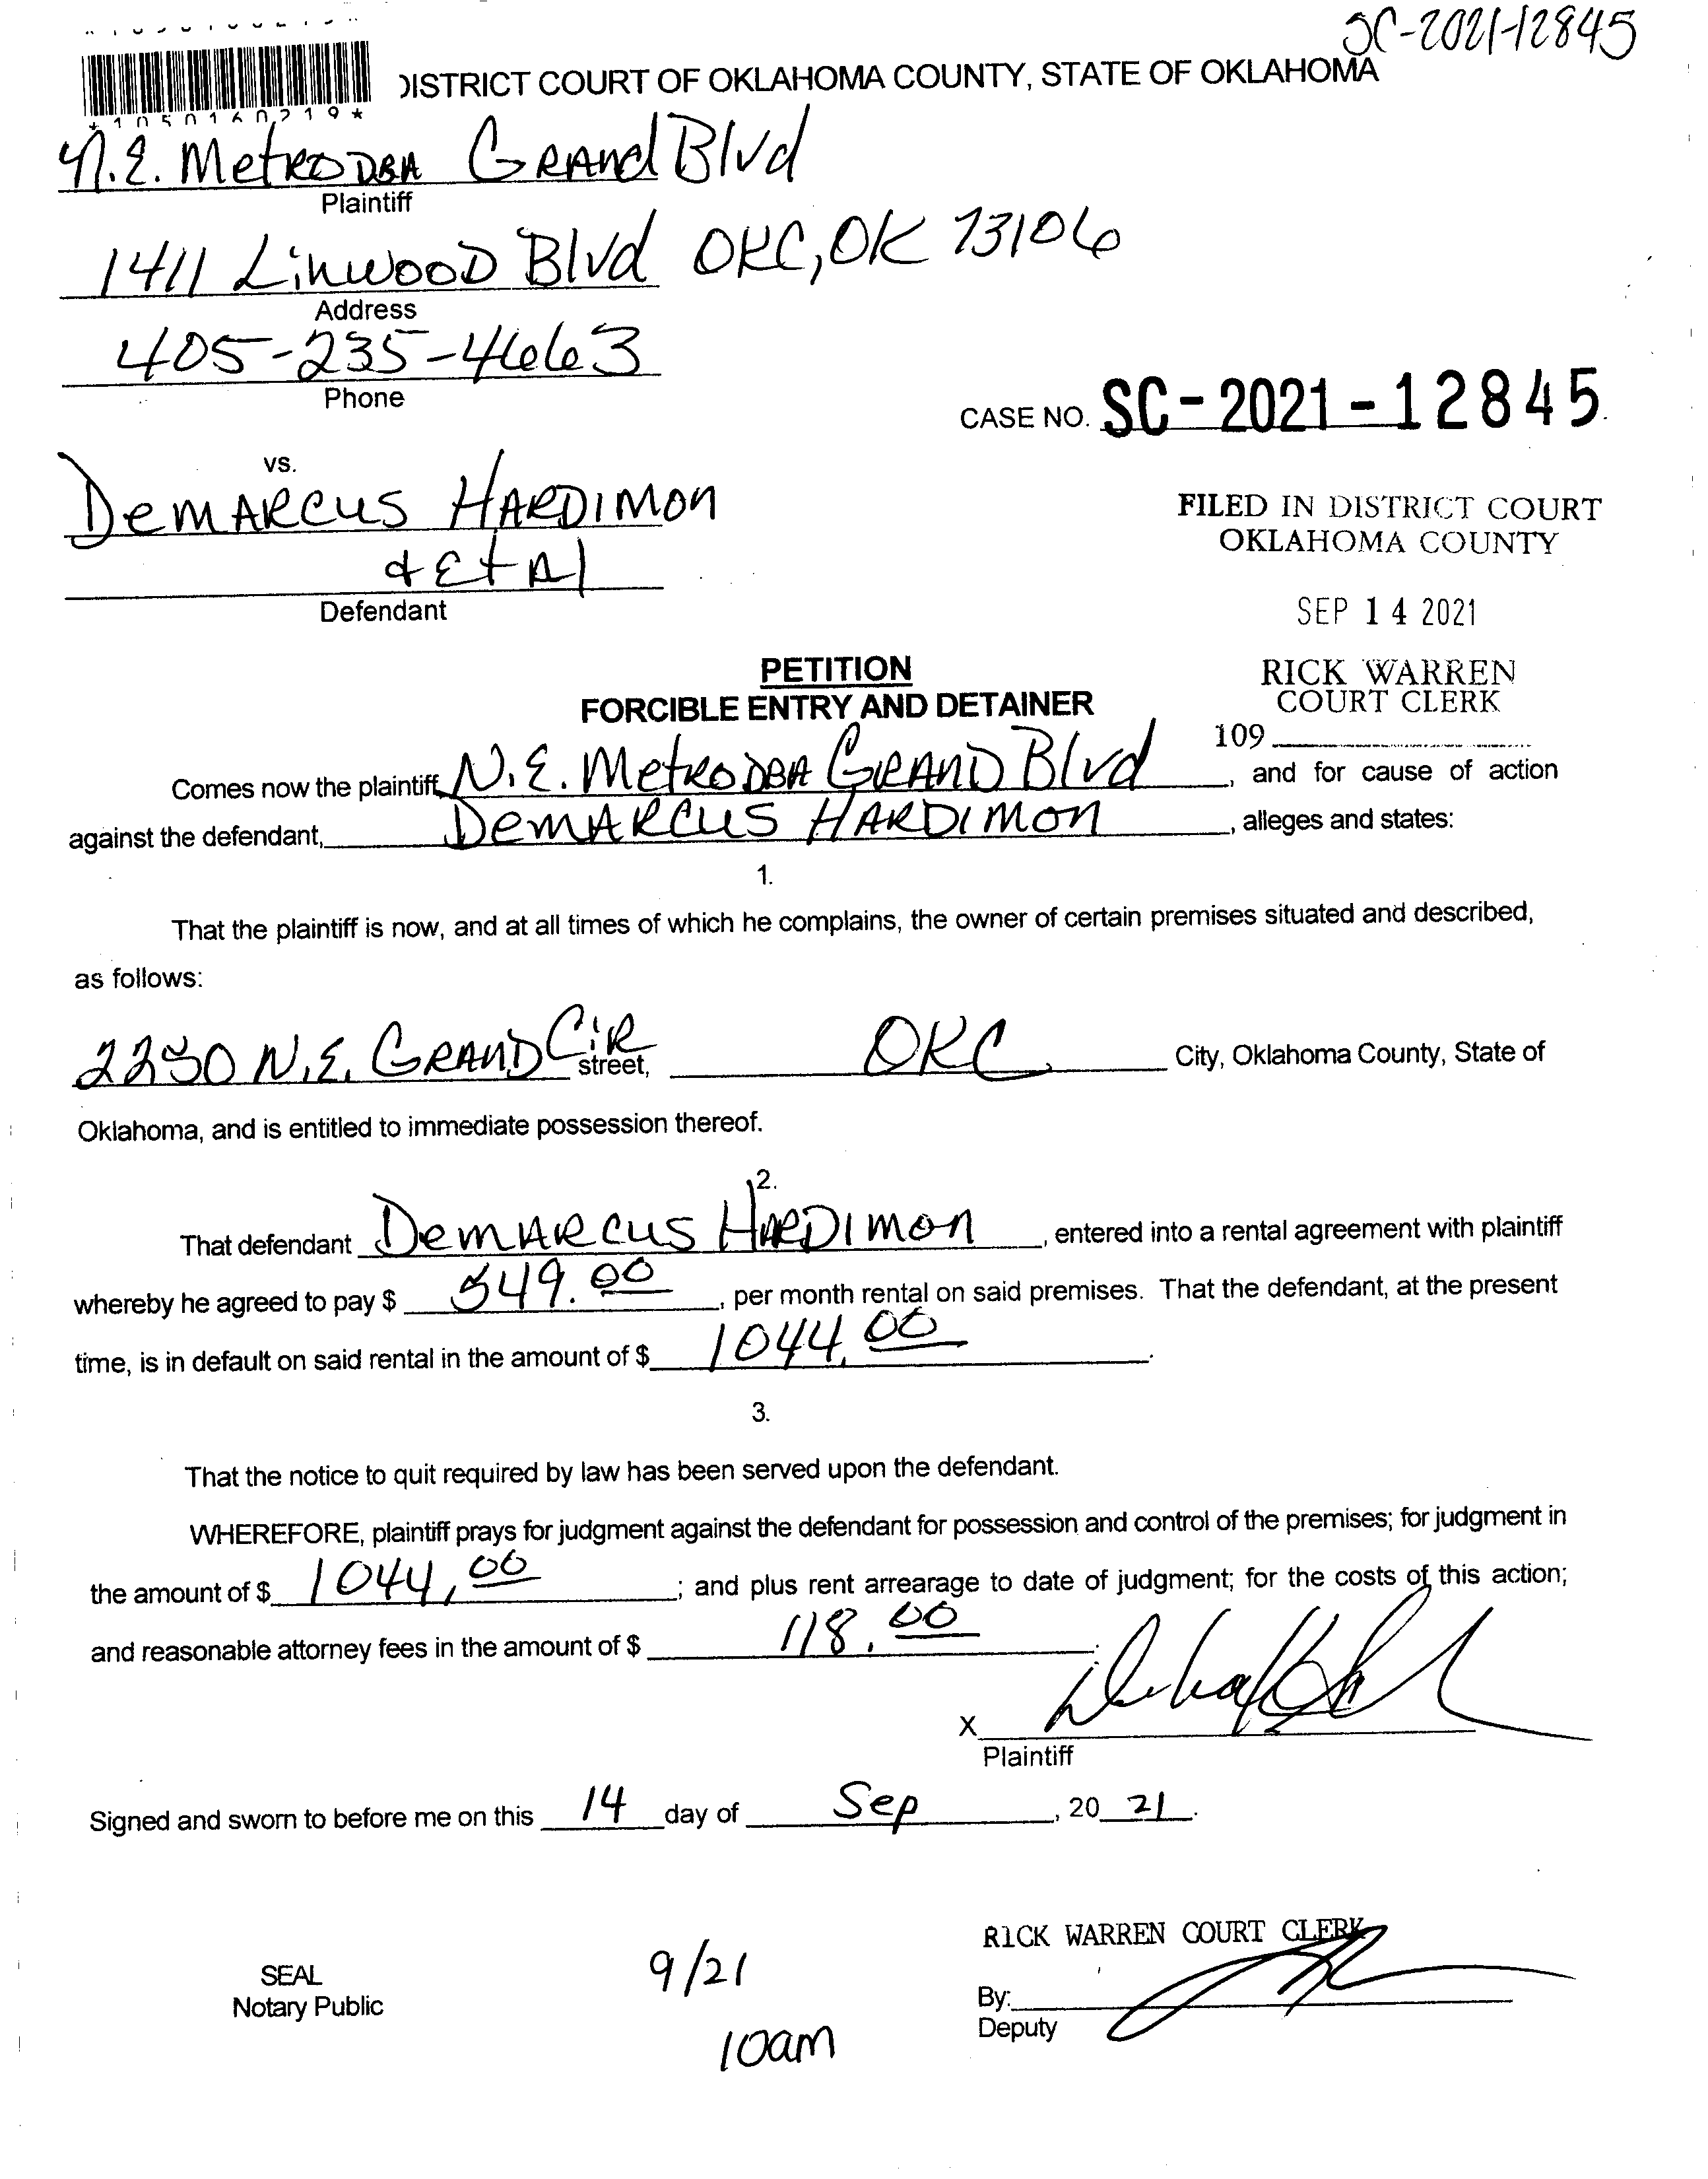 SC-2021-12845
DISTRICT COURT OF OKLAHOMA COUNTY, STATE OF OKLAHOMA
*1050160219*
N.E. Metro DBA Grand Blvd
Plaintiff
1411 Linwood Blvd OKC, OK 73106
Address
405-235-4663
Phone
CASE NO. SC-2021-12845
vs.
Demarcus Hardimon
& Et Al
Defendant
FILED IN DISTRICT COURT
OKLAHOMA COUNTY
SEP 14 2021
RICK WARREN
COURT CLERK
109
PETITION
FORCIBLE ENTRY AND DETAINER
Comes now the plaintiff, N.E. Metro DBA Grand Blvd, and for cause of action
against the defendant, Demarcus Hardimon, alleges and states:
1.
That the plaintiff is now, and at all times of which he complains, the owner of certain premises situated and described,
as follows:
2250 N.E. Grand Cir street, OKC City, Oklahoma County, State of
Oklahoma, and is entitled to immediate possession thereof.
2.
That defendant Demarcus Hardimon, entered into a rental agreement with plaintiff
whereby he agreed to pay $ 549.00, per month rental on said premises. That the defendant, at the present
time, is in default on said rental in the amount of $ 1044.00.
3.
That the notice to quit required by law has been served upon the defendant.
WHEREFORE, plaintiff prays for judgment against the defendant for possession and control of the premises; for judgment in
the amount of $ 1044.00; and plus rent arrearage to date of judgment; for the costs of this action;
and reasonable attorney fees in the amount of $ 118.00.
X
Plaintiff
Signed and sworn to before me on this 14 day of Sep, 20 21.
RICK WARREN COURT CLERK
SEAL
Notary Public
9/21
10am
By:
Deputy